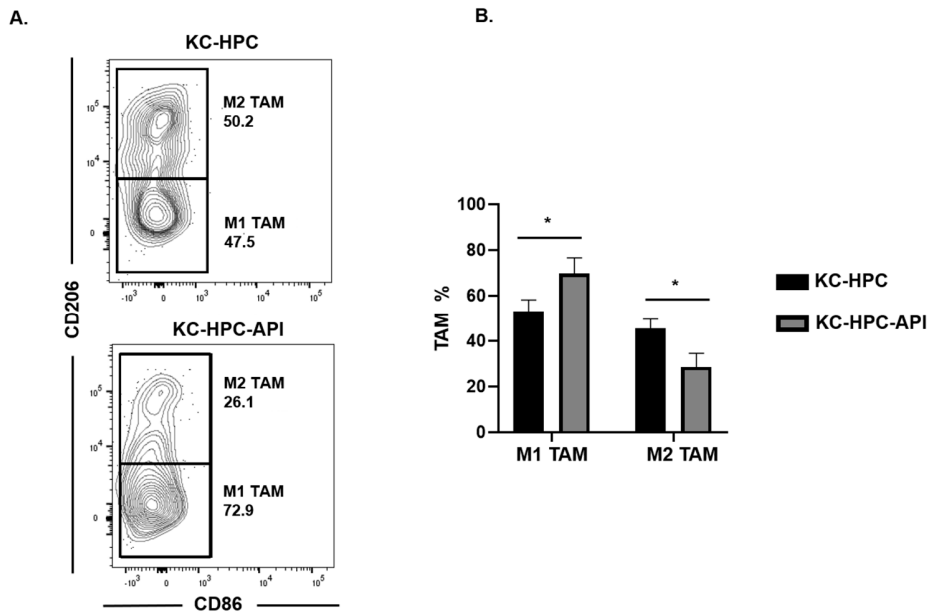 A.
KC-HPC
M2 TAM
50.2
M1 TAM
47.5
10⁵
10⁴
0
-10³ 0 10³ 10⁴ 10⁵
CD206
KC-HPC-API
M2 TAM
26.1
M1 TAM
72.9
10⁵
10⁴
0
-10³ 0 10³ 10⁴ 10⁵
CD86
B.
100
80
60
40
20
0
TAM %
*
*
M1 TAM M2 TAM
KC-HPC
KC-HPC-API